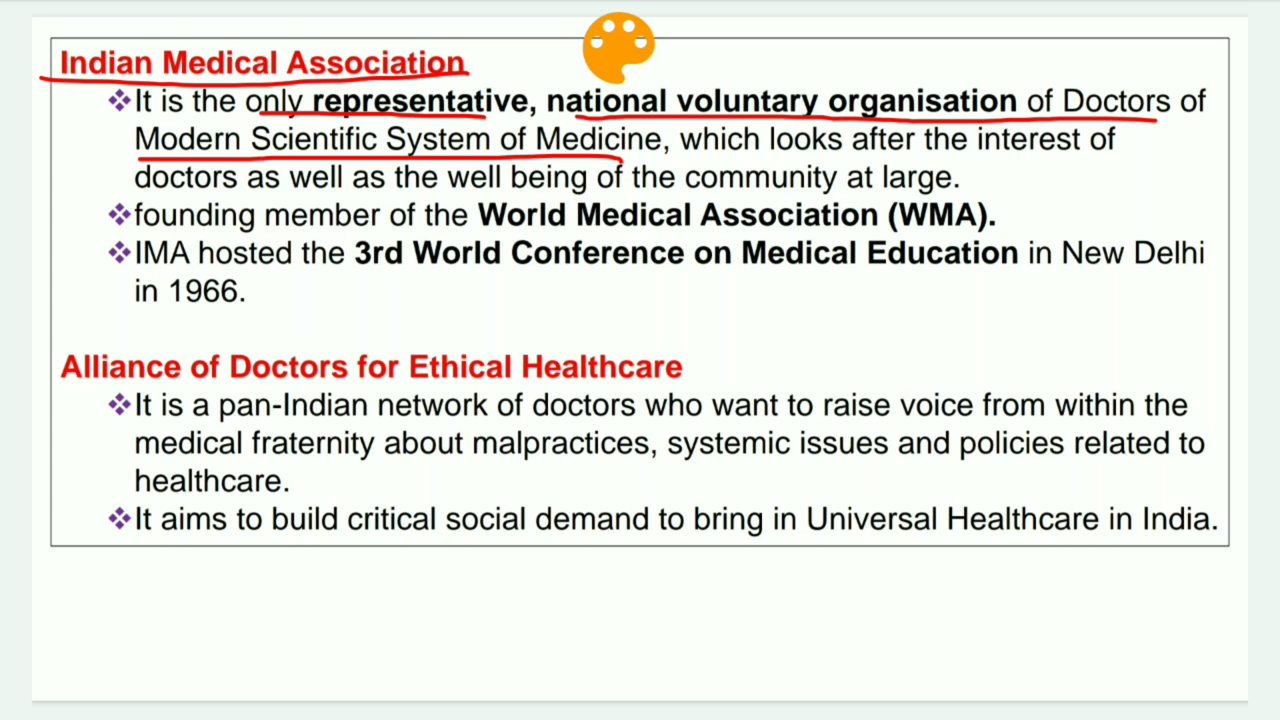 Indian Medical Association
❖It is the only representative, national voluntary organisation of Doctors of
Modern Scientific System of Medicine, which looks after the interest of
doctors as well as the well being of the community at large.
❖founding member of the World Medical Association (WMA).
❖IMA hosted the 3rd World Conference on Medical Education in New Delhi
in 1966.
Alliance of Doctors for Ethical Healthcare
❖It is a pan-Indian network of doctors who want to raise voice from within the
medical fraternity about malpractices, systemic issues and policies related to
healthcare.
❖It aims to build critical social demand to bring in Universal Healthcare in India.